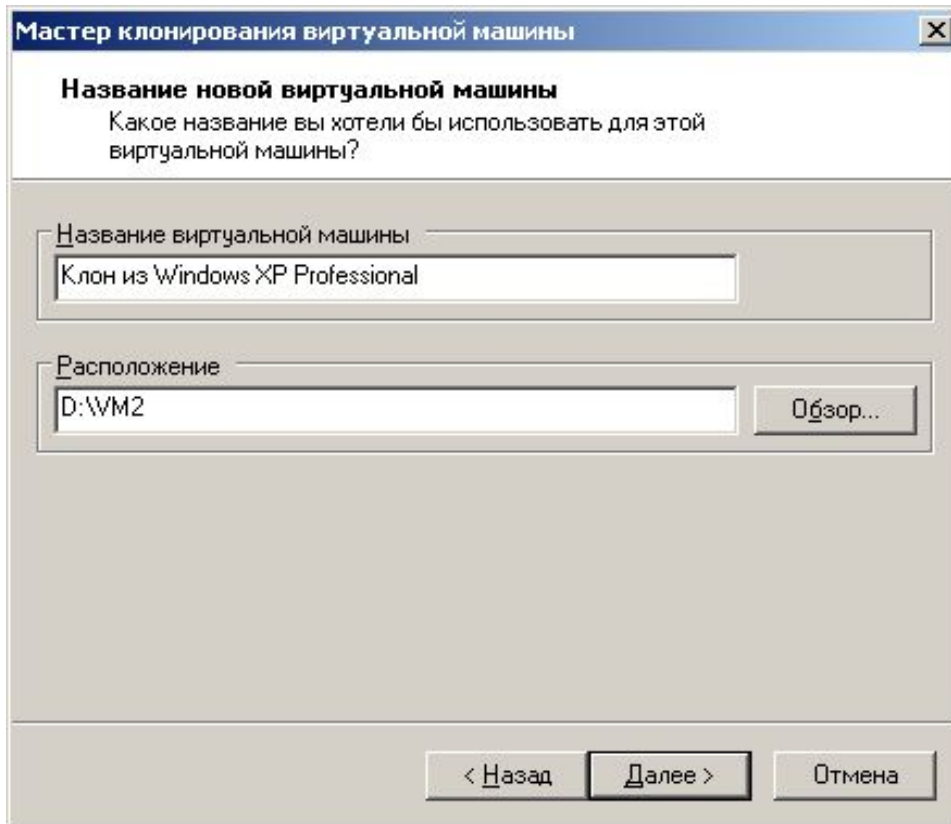 Мастер клонирования виртуальной машины
Название новой виртуальной машины
Какое название вы хотели бы использовать для этой
виртуальной машины?
Название виртуальной машины
Клон из Windows XP Professional
Расположение
D:\VM2
Обзор...
< Назад
Далее >
Отмена